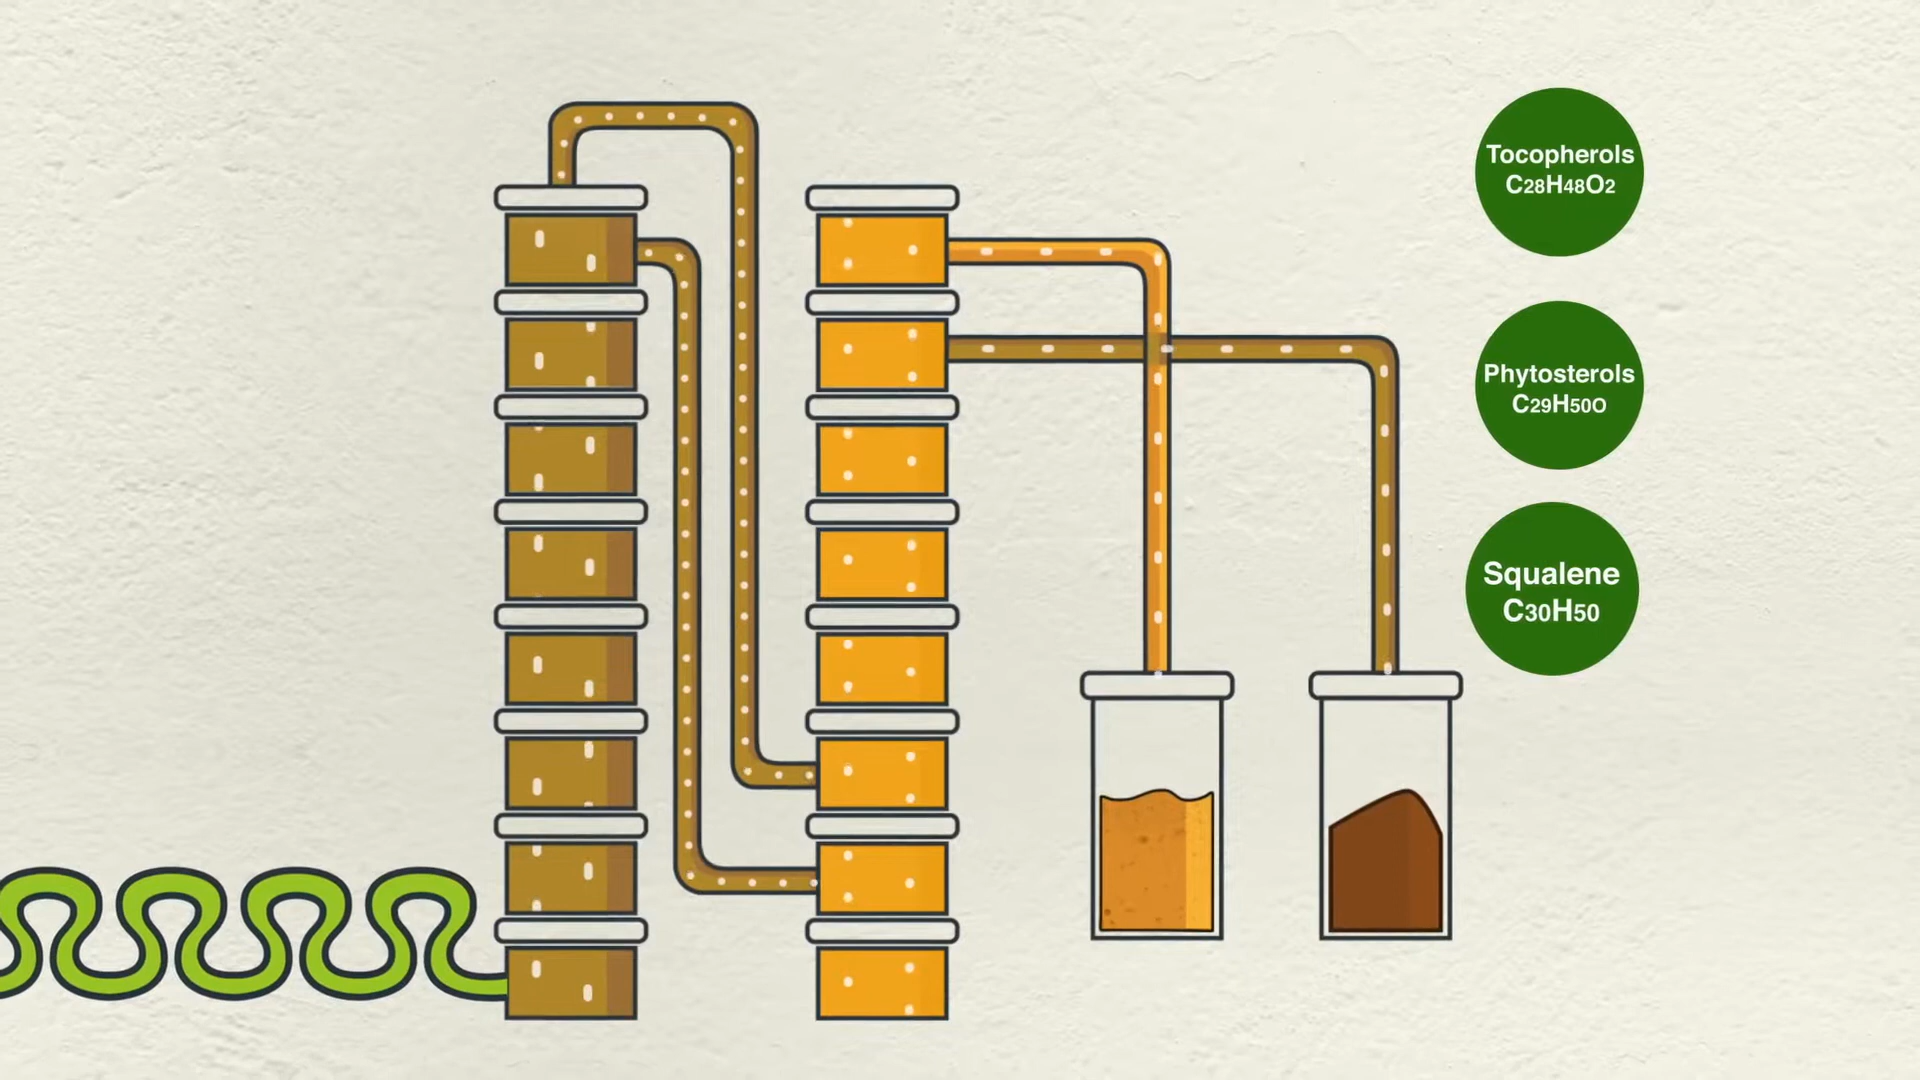 Tocopherols
C28H48O2
Phytosterols
C29H50O
Squalene
C30H50